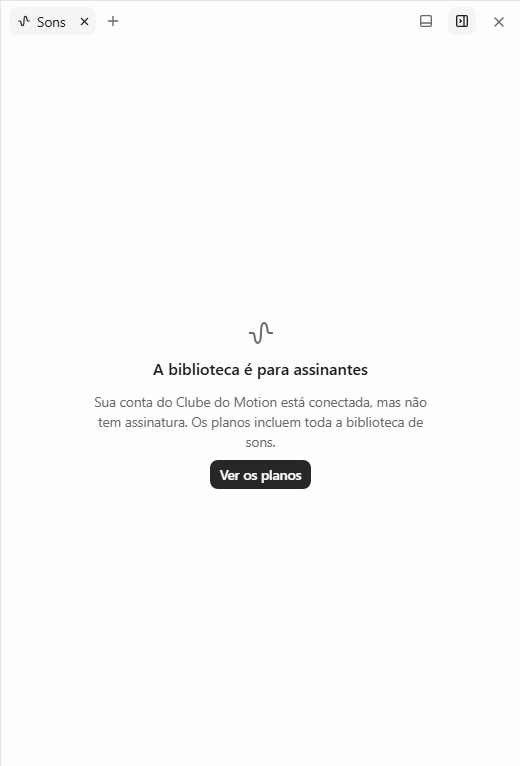 Sons
A biblioteca é para assinantes
Sua conta do Clube do Motion está conectada, mas não
tem assinatura. Os planos incluem toda a biblioteca de
sons.
Ver os planos